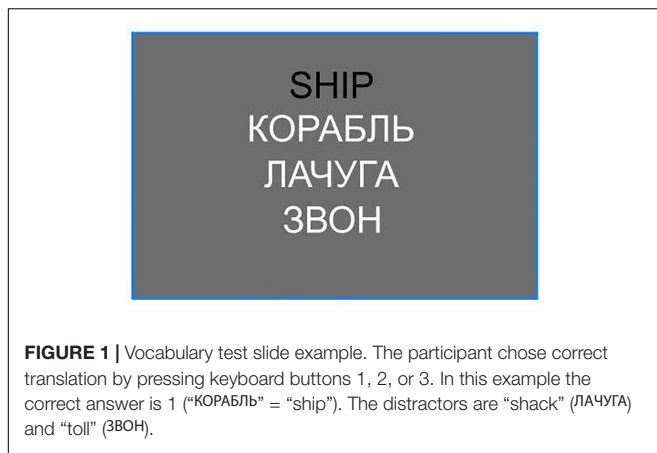 SHIP
КОРАБЛЬ
ЛАЧУГА
ЗВОН
FIGURE 1 | Vocabulary test slide example. The participant chose correct
translation by pressing keyboard buttons 1, 2, or 3. In this example the
correct answer is 1 (“КОРАБЛЬ” = “ship”). The distractors are “shack” (ЛАЧУГА)
and “toll” (ЗВОН).